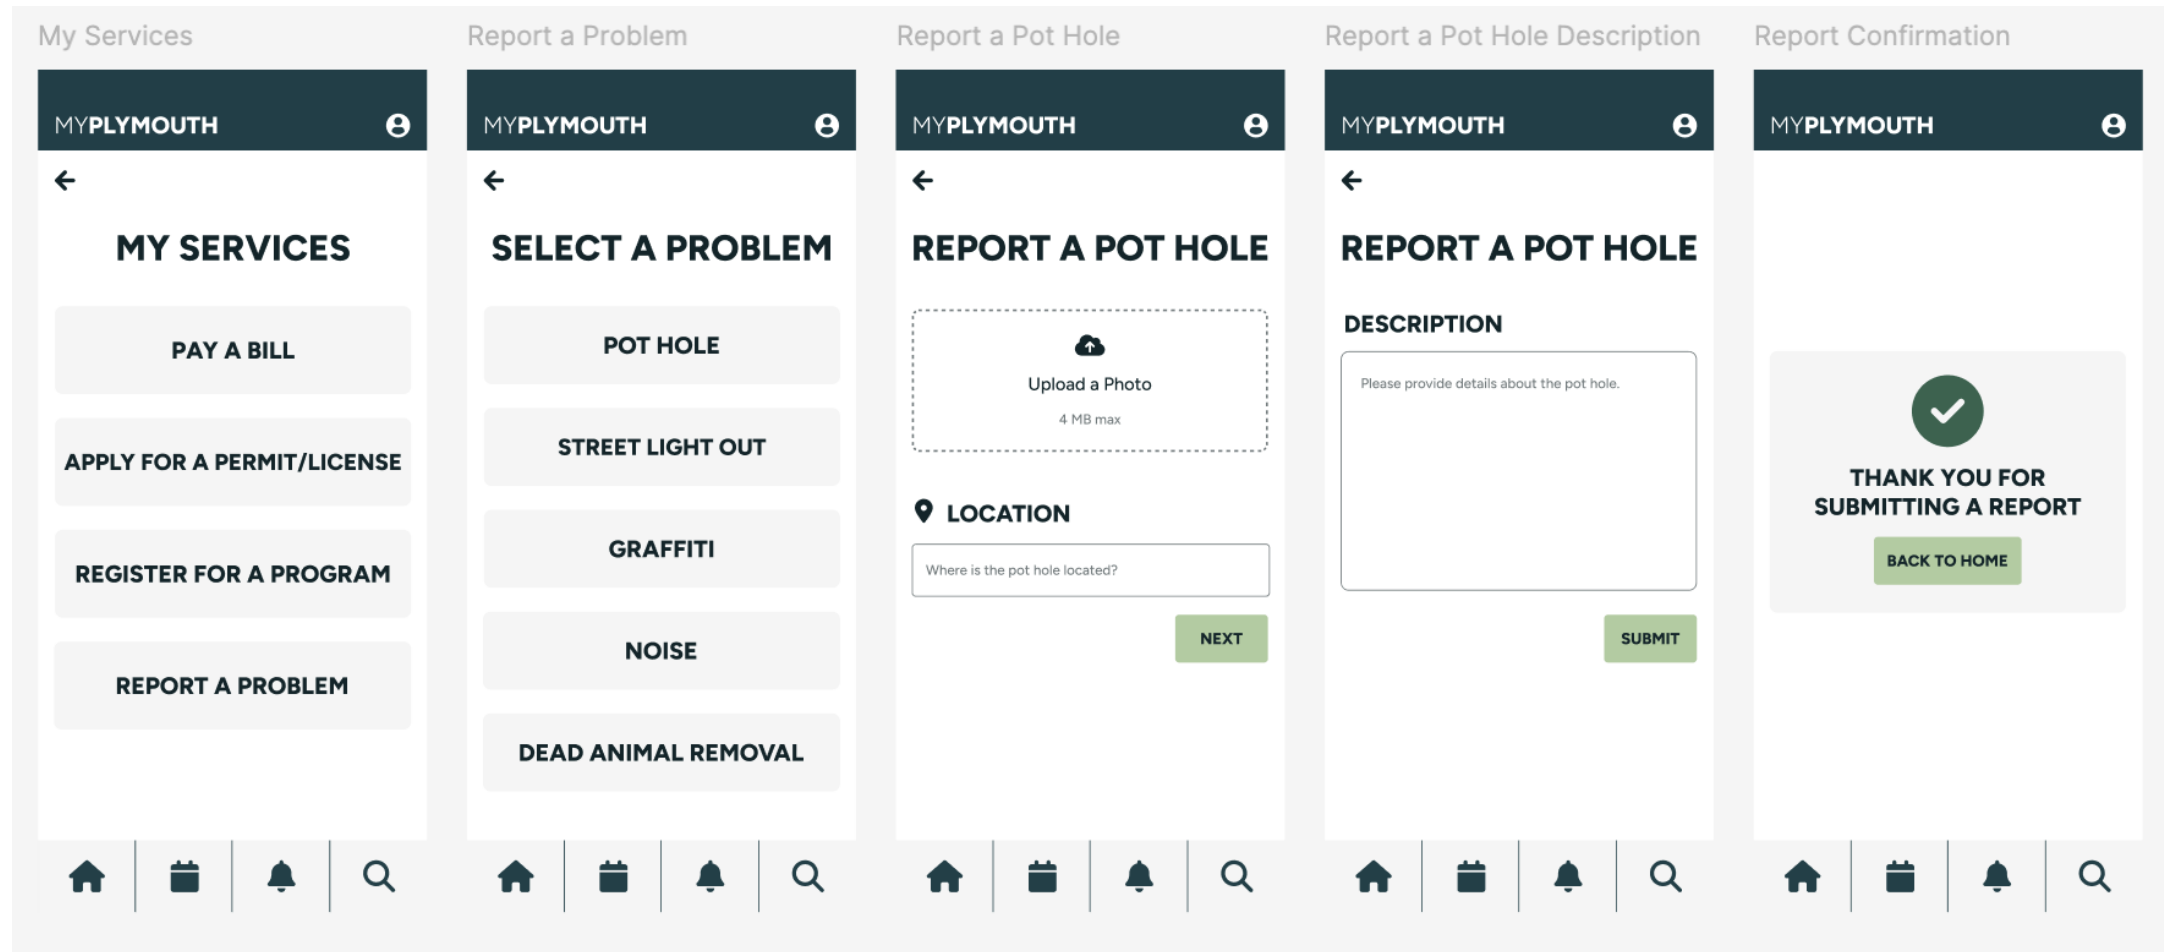 My Services
MYPLYMOUTH
MY SERVICES
PAY A BILL
APPLY FOR A PERMIT/LICENSE
REGISTER FOR A PROGRAM
REPORT A PROBLEM
Report a Problem
MYPLYMOUTH
SELECT A PROBLEM
POT HOLE
STREET LIGHT OUT
GRAFFITI
NOISE
DEAD ANIMAL REMOVAL
Report a Pot Hole
MYPLYMOUTH
REPORT A POT HOLE
Upload a Photo
4 MB max
LOCATION
Where is the pot hole located?
NEXT
Report a Pot Hole Description
MYPLYMOUTH
REPORT A POT HOLE
DESCRIPTION
Please provide details about the pot hole.
SUBMIT
Report Confirmation
MYPLYMOUTH
THANK YOU FOR
SUBMITTING A REPORT
BACK TO HOME